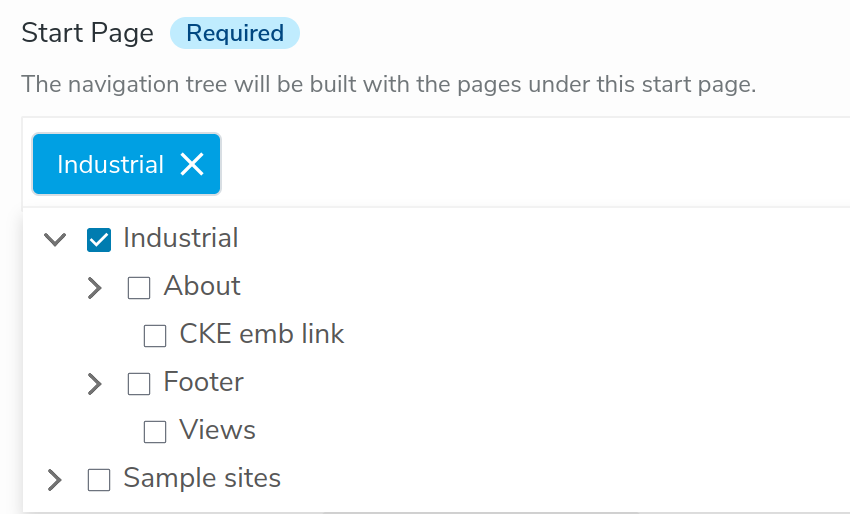 Start Page Required
The navigation tree will be built with the pages under this start page.
Industrial
Industrial
About
CKE emb link
Footer
Views
Sample sites